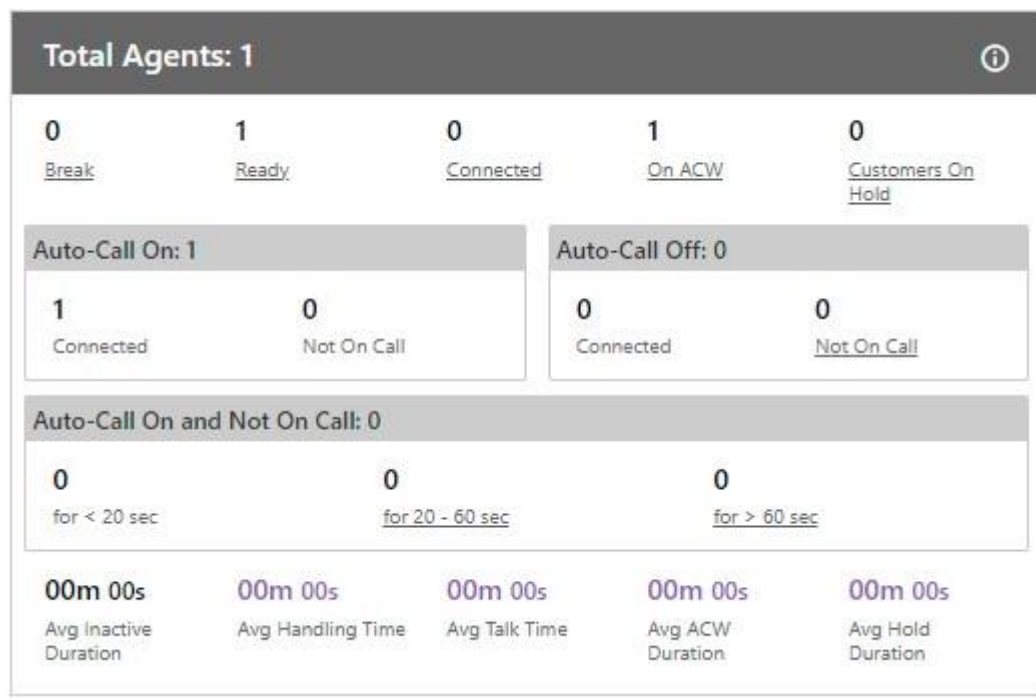 Total Agents: 1
0 1 0 1 0
Break Ready Connected On ACW Customers On
Hold
Auto-Call On: 1 Auto-Call Off: 0
1 0 0 0
Connected Not On Call Connected Not On Call
Auto-Call On and Not On Call: 0
0 0 0
for < 20 sec for 20 - 60 sec for > 60 sec
00m 00s 00m 00s 00m 00s 00m 00s 00m 00s
Avg Inactive Avg Handling Time Avg Talk Time Avg ACW Avg Hold
Duration Duration Duration